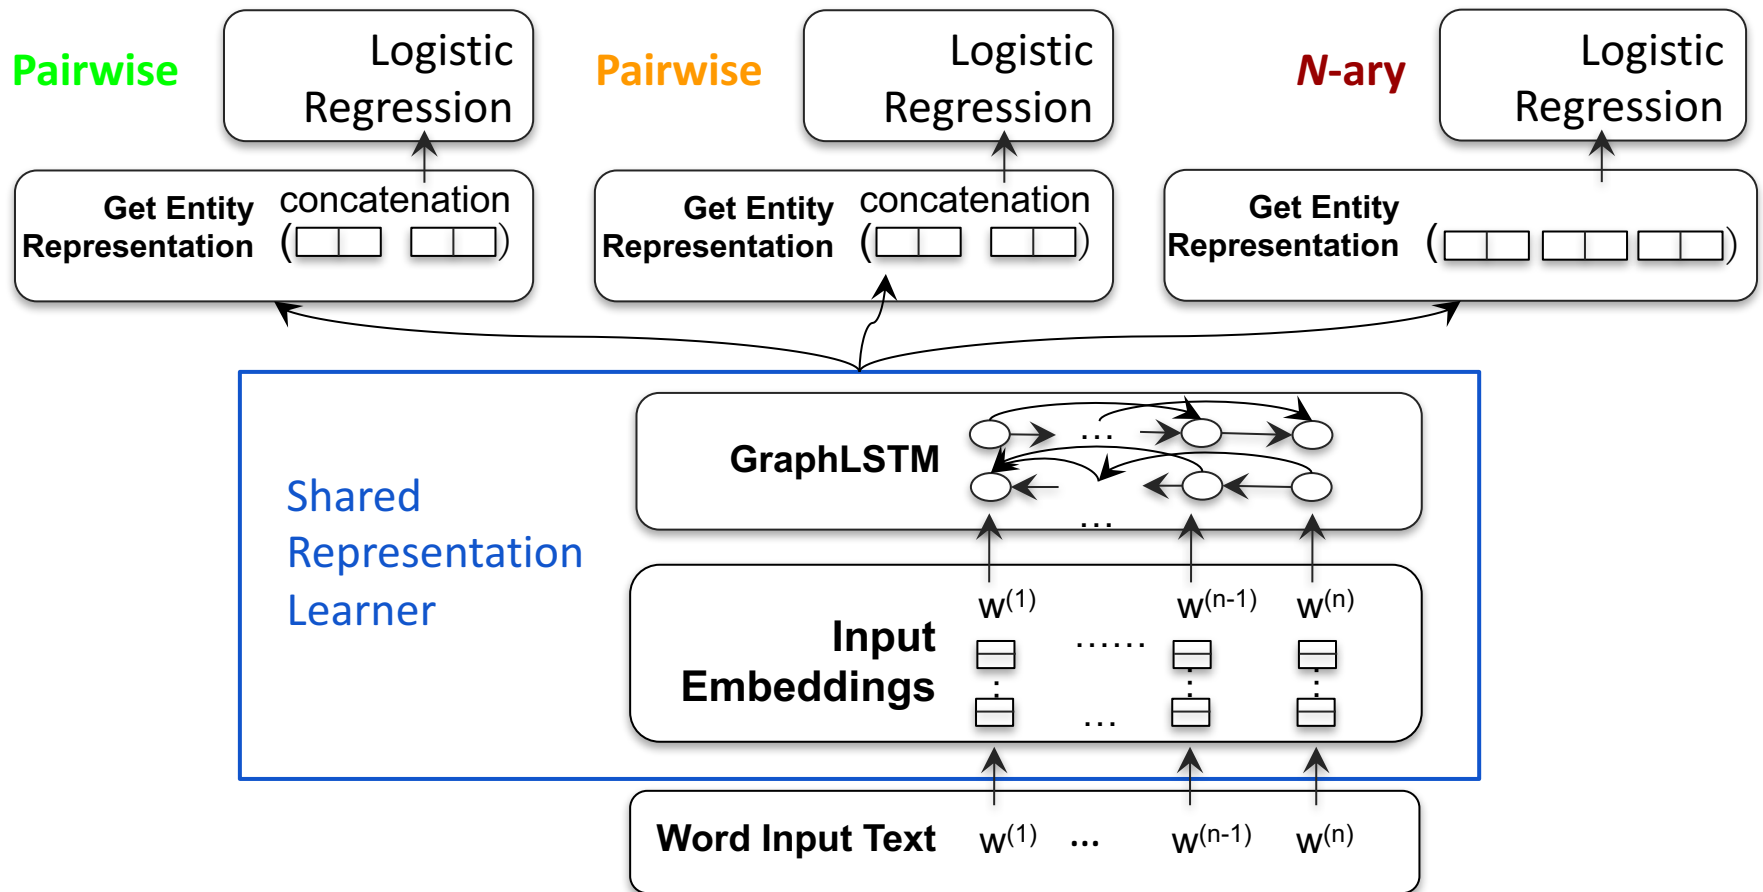 Pairwise
Logistic
Regression
Pairwise
Logistic
Regression
N-ary
Logistic
Regression
Get Entity
Representation
concatenation
( )
Get Entity
Representation
concatenation
( )
Get Entity
Representation
( )
Shared
Representation
Learner
GraphLSTM
...
...
Input
Embeddings
w(1) w(n-1) w(n)
......
...
Word Input Text w(1) ... w(n-1) w(n)